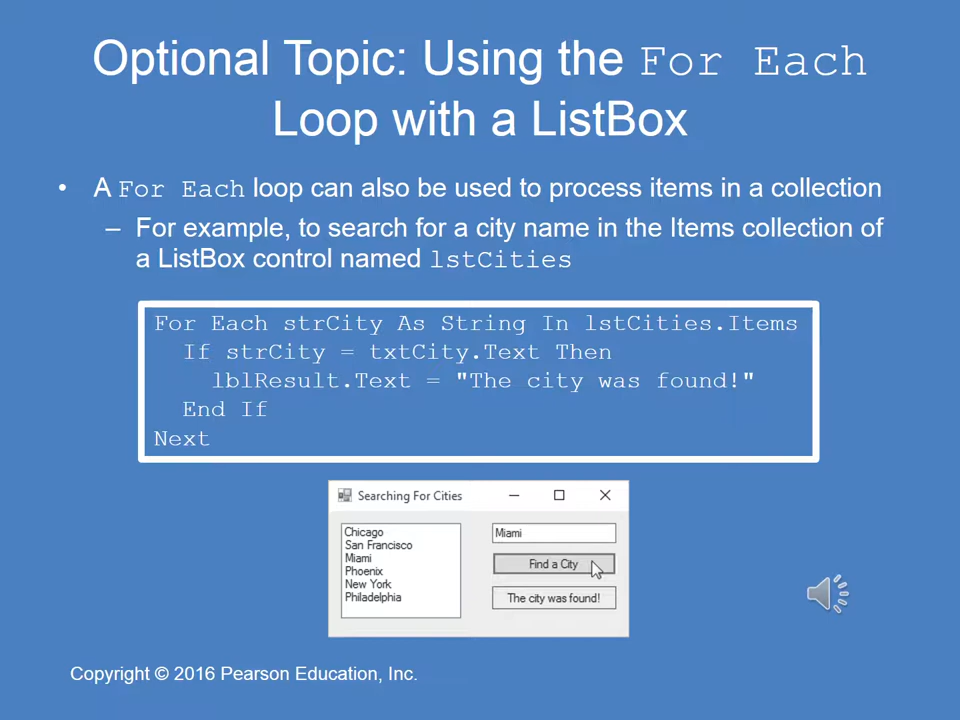 Optional Topic: Using the For Each
Loop with a ListBox
• A For Each loop can also be used to process items in a collection
– For example, to search for a city name in the Items collection of
a ListBox control named lstCities
For Each strCity As String In lstCities.Items
If strCity = txtCity.Text Then
lblResult.Text = "The city was found!"
End If
Next
Searching For Cities
Chicago
San Francisco
Miami
Phoenix
New York
Philadelphia
Miami
Find a City
The city was found!
Copyright © 2016 Pearson Education, Inc.